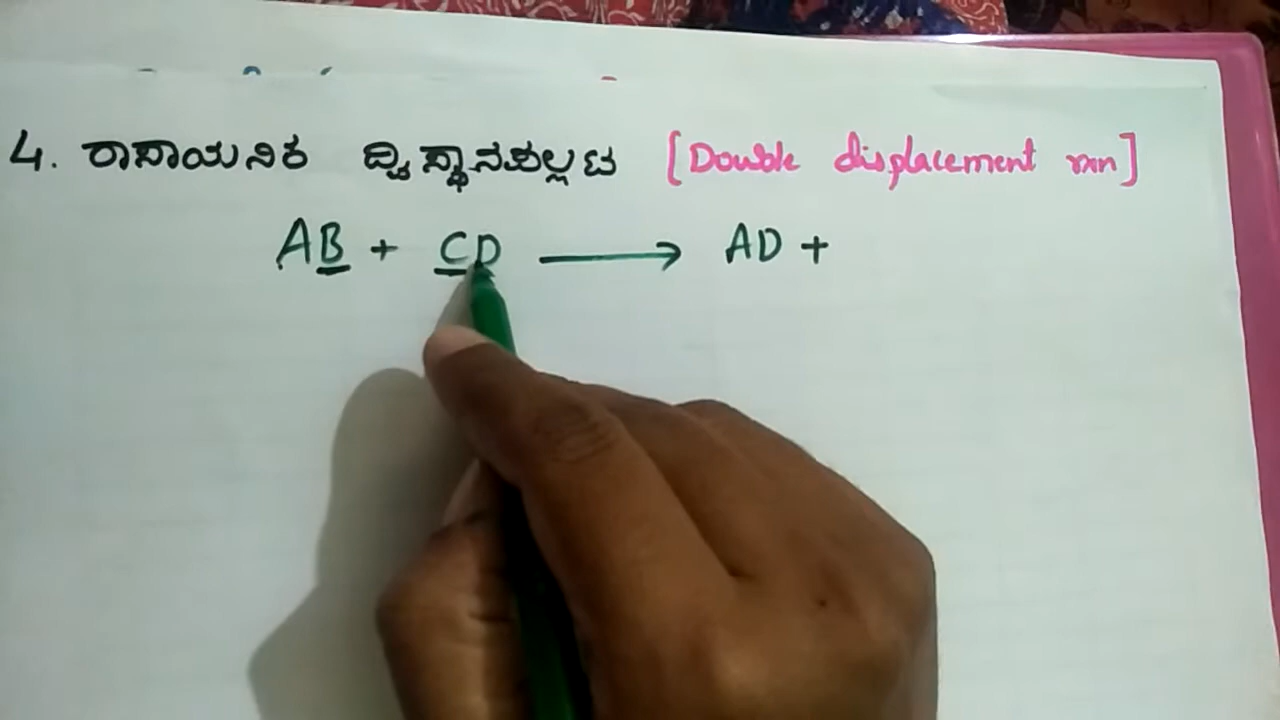 4. ರಾಸಾಯನಿಕ ದ್ವಿಸ್ಥಾನಪಲ್ಲಟ [Double displacement rxn]
AB + CD ⟶ AD +